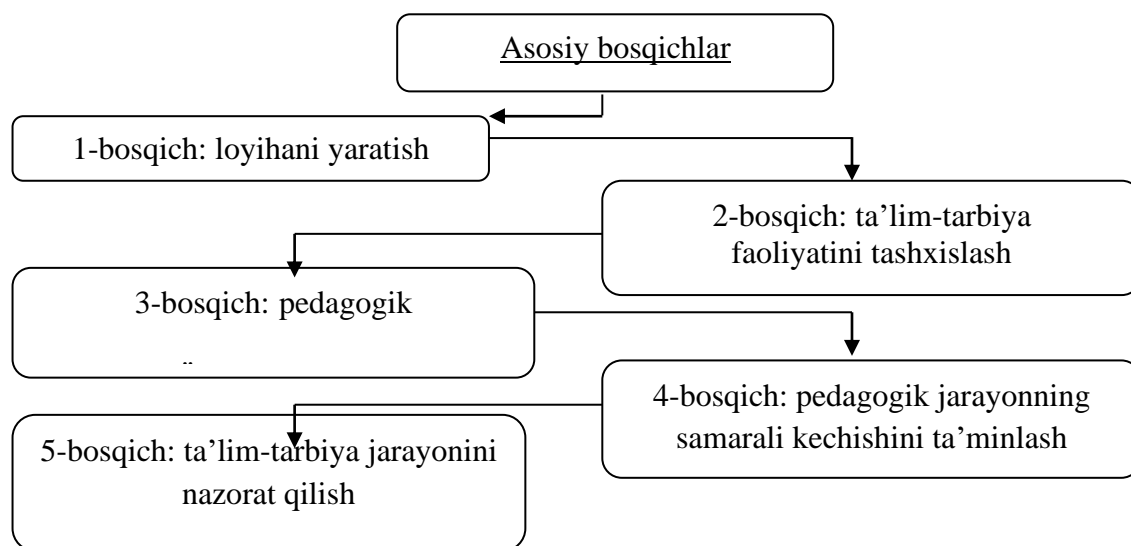 Asosiy bosqichlar
1-bosqich: loyihani yaratish
2-bosqich: ta’lim-tarbiya
faoliyatini tashxislash
3-bosqich: pedagogik
4-bosqich: pedagogik jarayonning
samarali kechishini ta’minlash
5-bosqich: ta’lim-tarbiya jarayonini
nazorat qilish